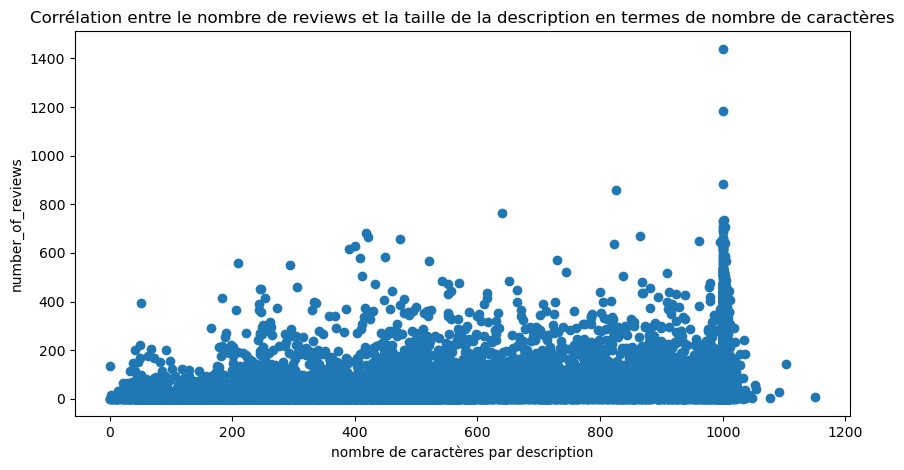 Corrélation entre le nombre de reviews et la taille de la description en termes de nombre de caractères
1400
1200
1000
800
600
400
200
0
number_of_reviews
0 200 400 600 800 1000 1200
nombre de caractères par description